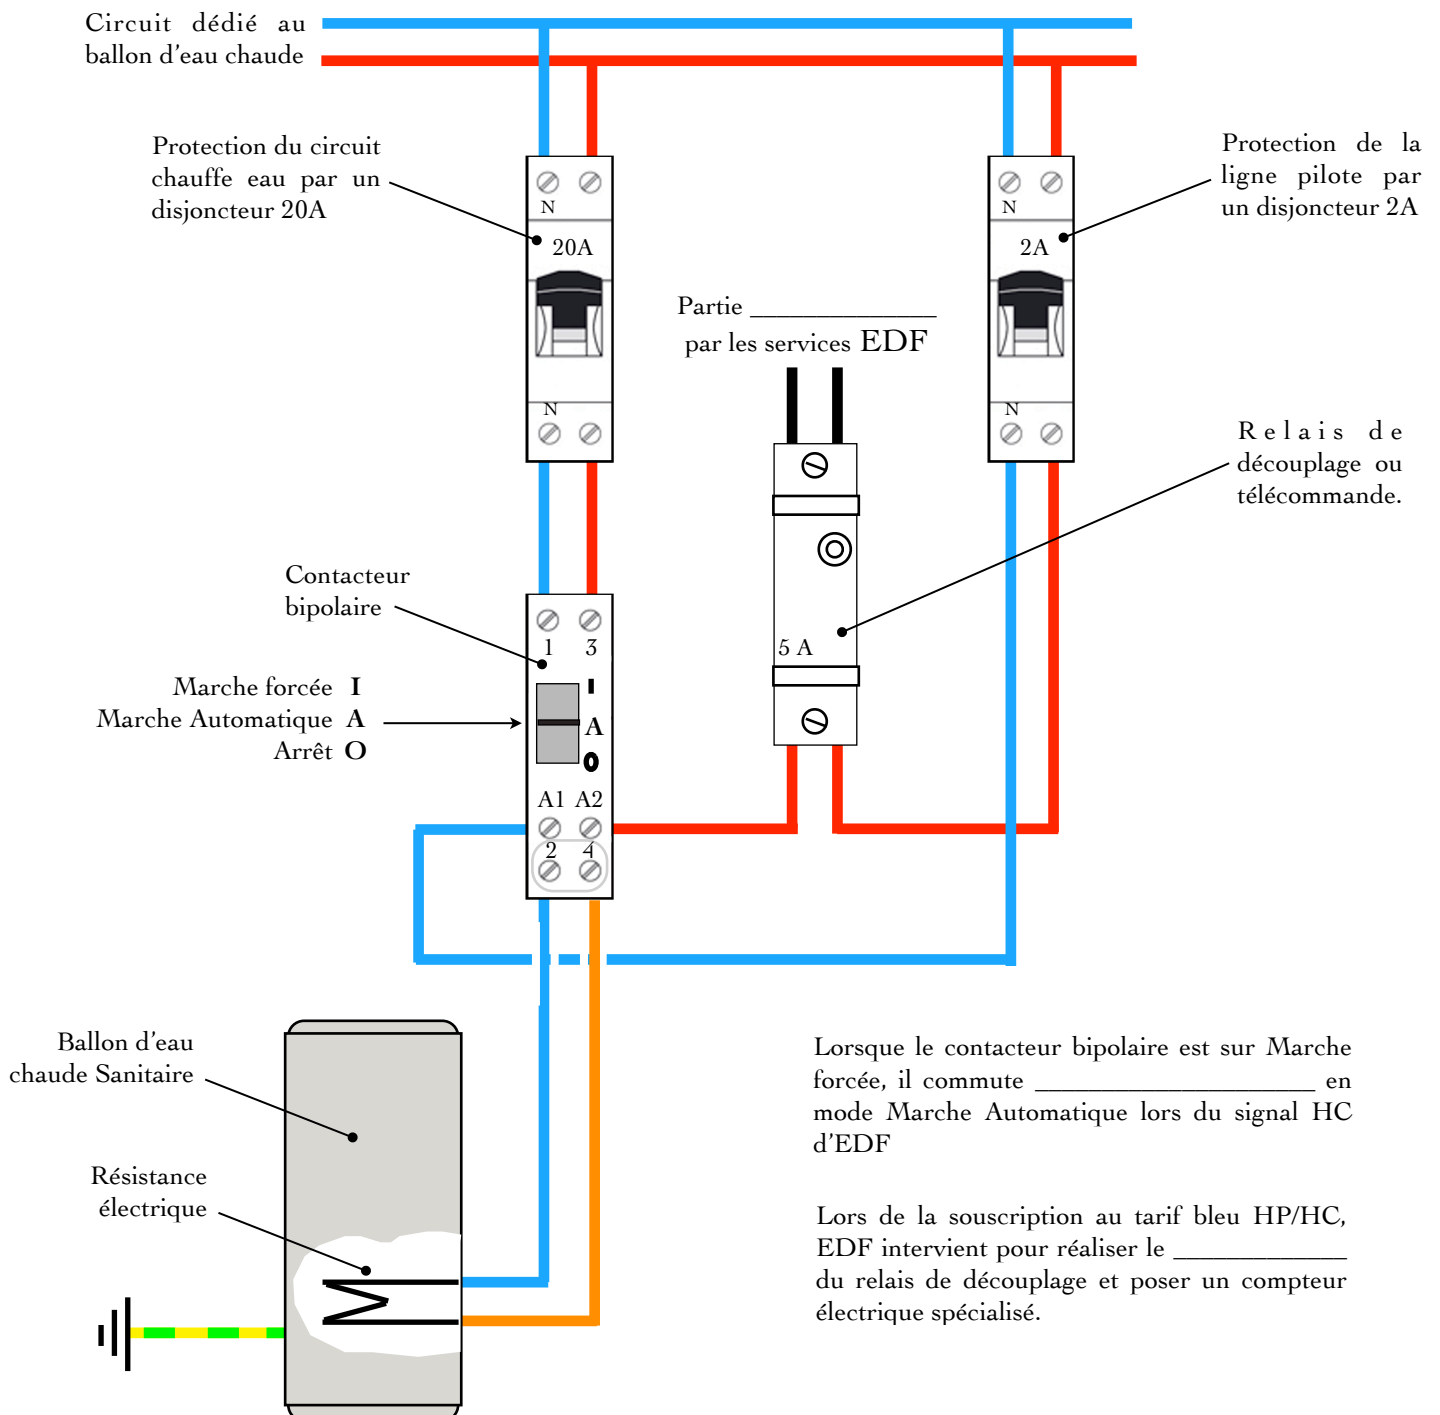 Circuit dédié au
ballon d'eau chaude
Protection du circuit
chauffe eau par un
disjoncteur 20A
Protection de la
ligne pilote par
un disjoncteur 2A
N
20A
N
N
2A
N
Partie ______________
par les services EDF
Relais de
découplage ou
télécommande.
5 A
Contacteur
bipolaire
1 3
Marche forcée I
Marche Automatique A
Arrêt O
I
A
O
A1 A2
2 4
Ballon d'eau
chaude Sanitaire
Résistance
électrique
Lorsque le contacteur bipolaire est sur Marche
forcée, il commute _____________________ en
mode Marche Automatique lors du signal HC
d'EDF
Lors de la souscription au tarif bleu HP/HC,
EDF intervient pour réaliser le _____________
du relais de découplage et poser un compteur
électrique spécialisé.